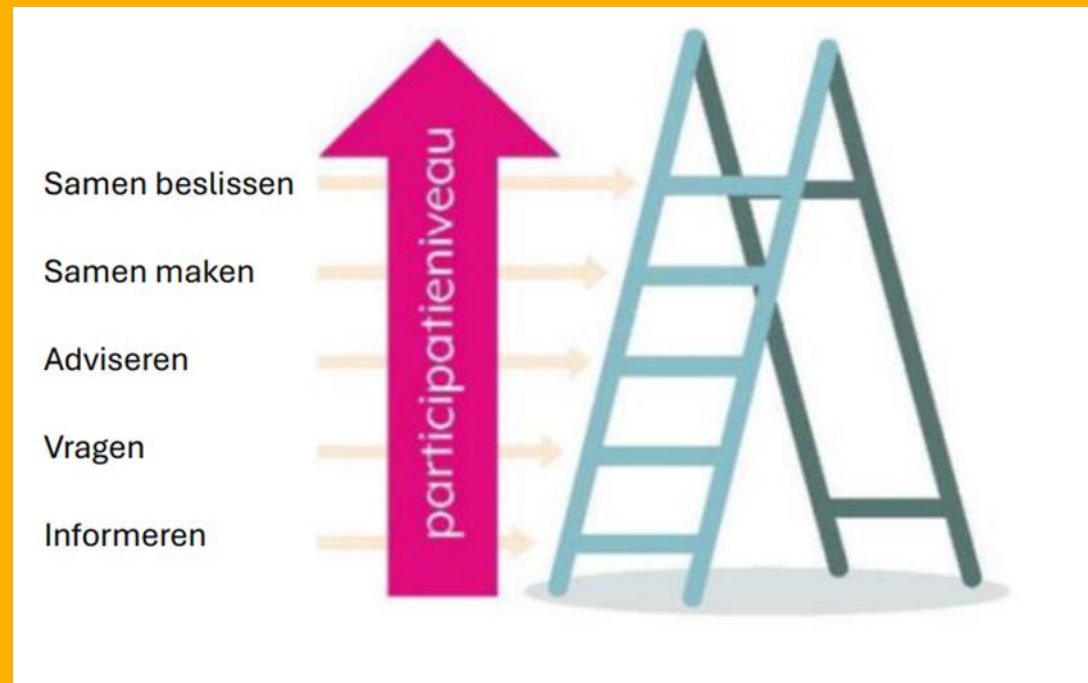 Samen beslissen
Samen maken
Adviseren
Vragen
Informeren
participatieniveau